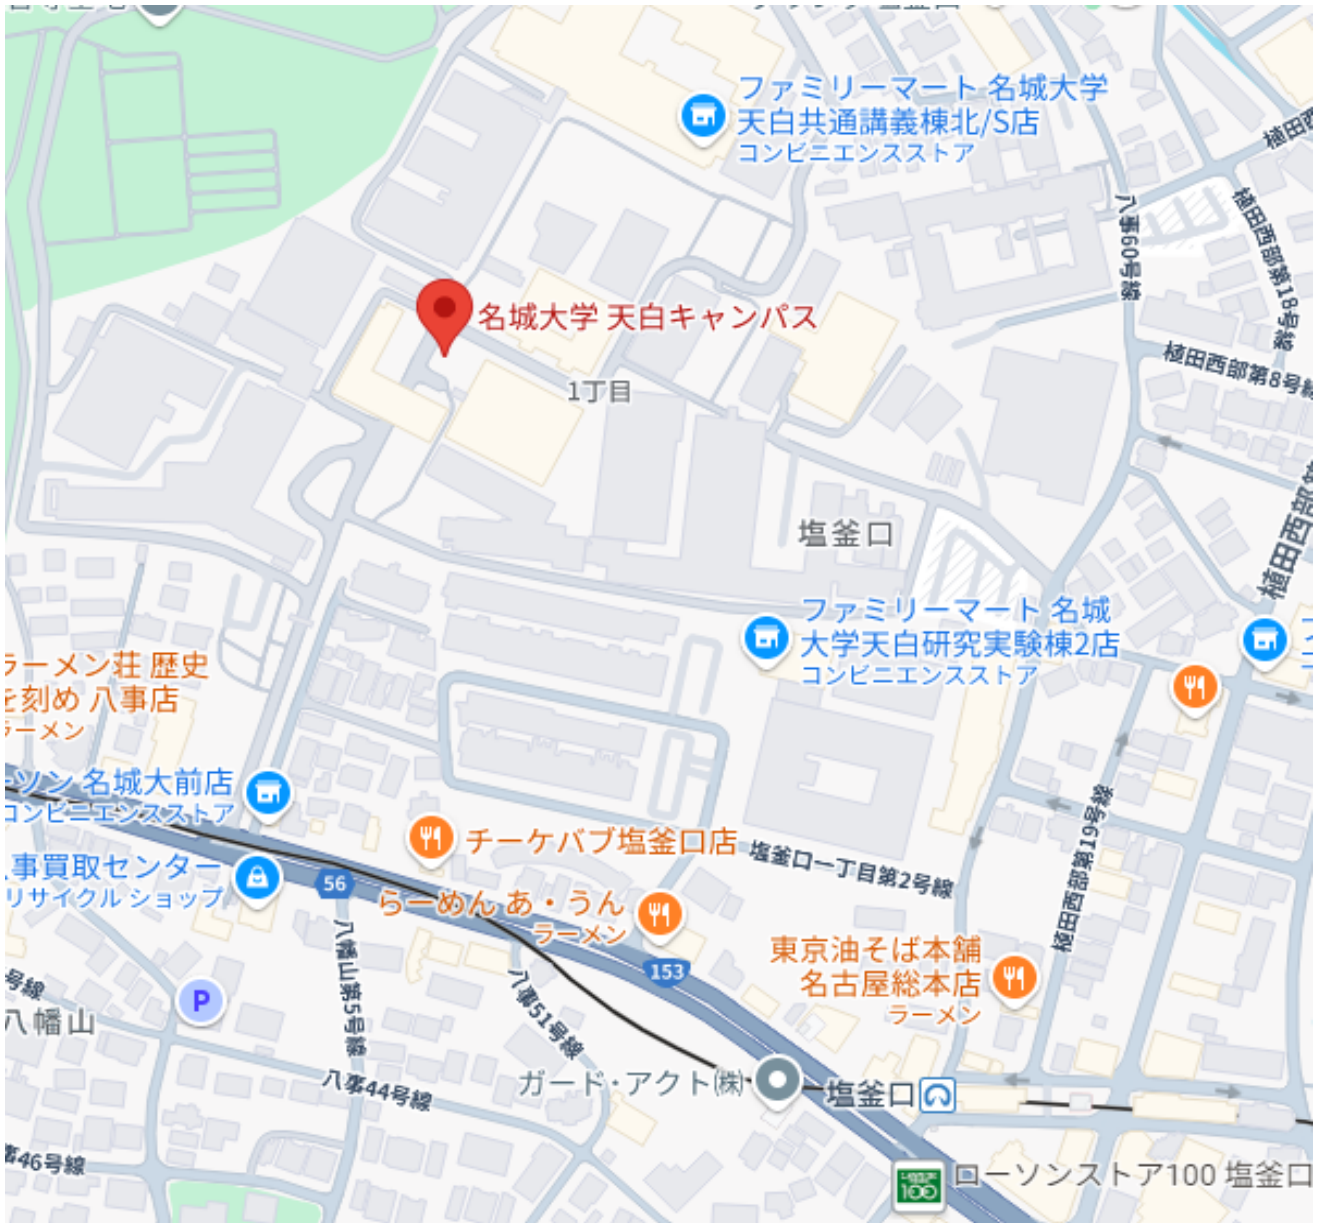 ファミリーマート 名城大学
天白共通講義棟北/S店
コンビニエンスストア
八事60号線
植田西部第18号線
植田西部第8号線
名城大学 天白キャンパス
1丁目
塩釜口
植田西部第
ファミリーマート 名城
大学天白研究実験棟2店
コンビニエンスストア
ラーメン荘 歴史
を刻め 八事店
ラーメン
ーソン 名城大前店
コンビニエンスストア
事買取センター
リサイクル ショップ
56
チーケバブ塩釜口店
塩釜口一丁目第2号線
植田西部第19号線
らーめん あ・うん
ラーメン
153
東京油そば本舗
名古屋総本店
ラーメン
八幡山第5号線
八事51号線
P
号線
八幡山
八事44号線
ガード・アクト㈱
塩釜口
事46号線
100
ローソンストア100 塩釜口